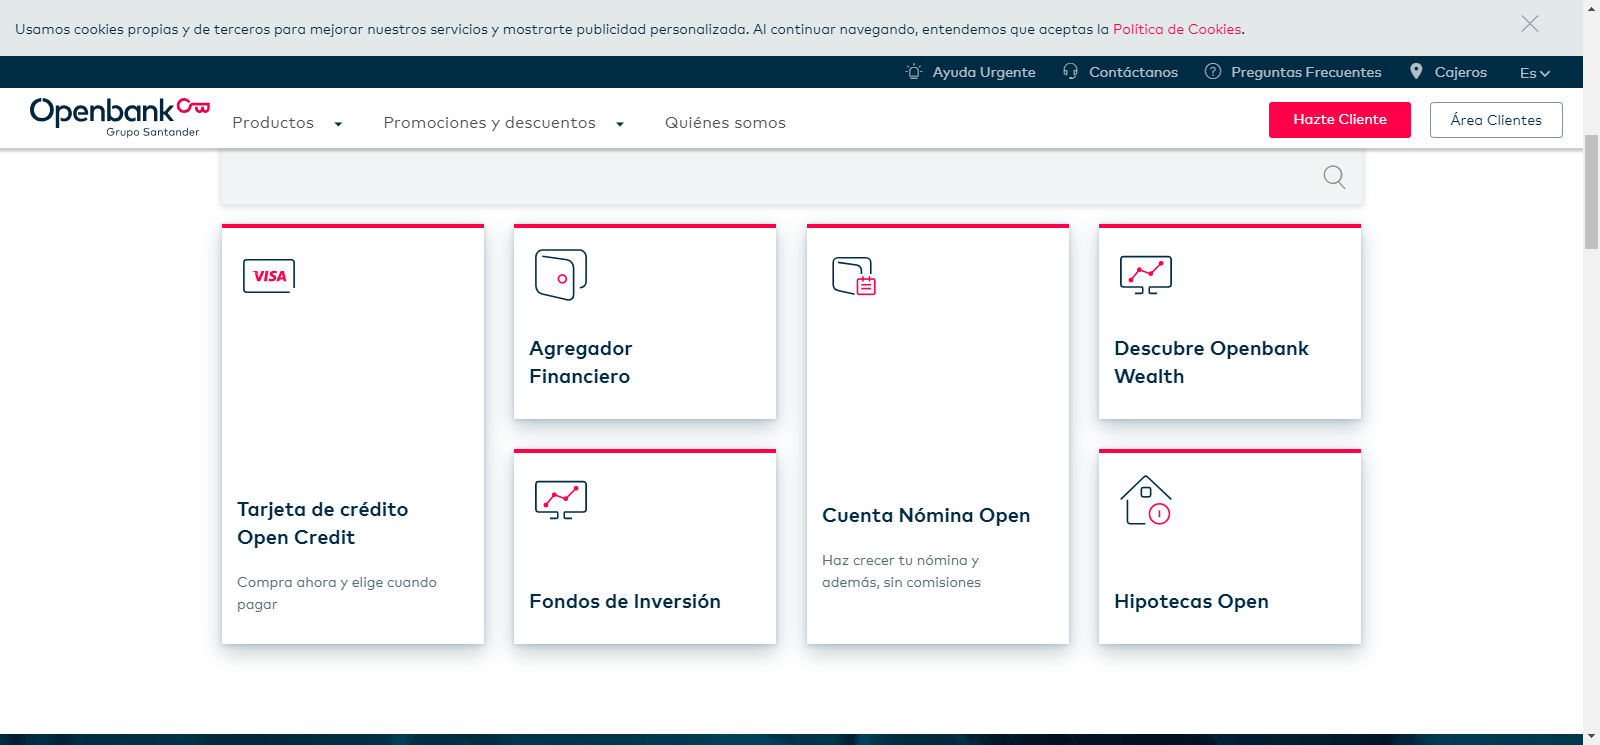 Usamos cookies propias y de terceros para mejorar nuestros servicios y mostrarte publicidad personalizada. Al continuar navegando, entendemos que aceptas la Política de Cookies.
Ayuda Urgente
Contáctanos
Preguntas Frecuentes
Cajeros
Es
Openbank
Grupo Santander
Productos
Promociones y descuentos
Quiénes somos
Hazte Cliente
Área Clientes
VISA
Tarjeta de crédito
Open Credit
Compra ahora y elige cuando
pagar
Agregador
Financiero
Fondos de Inversión
Cuenta Nómina Open
Haz crecer tu nómina y
además, sin comisiones
Descubre Openbank
Wealth
Hipotecas Open